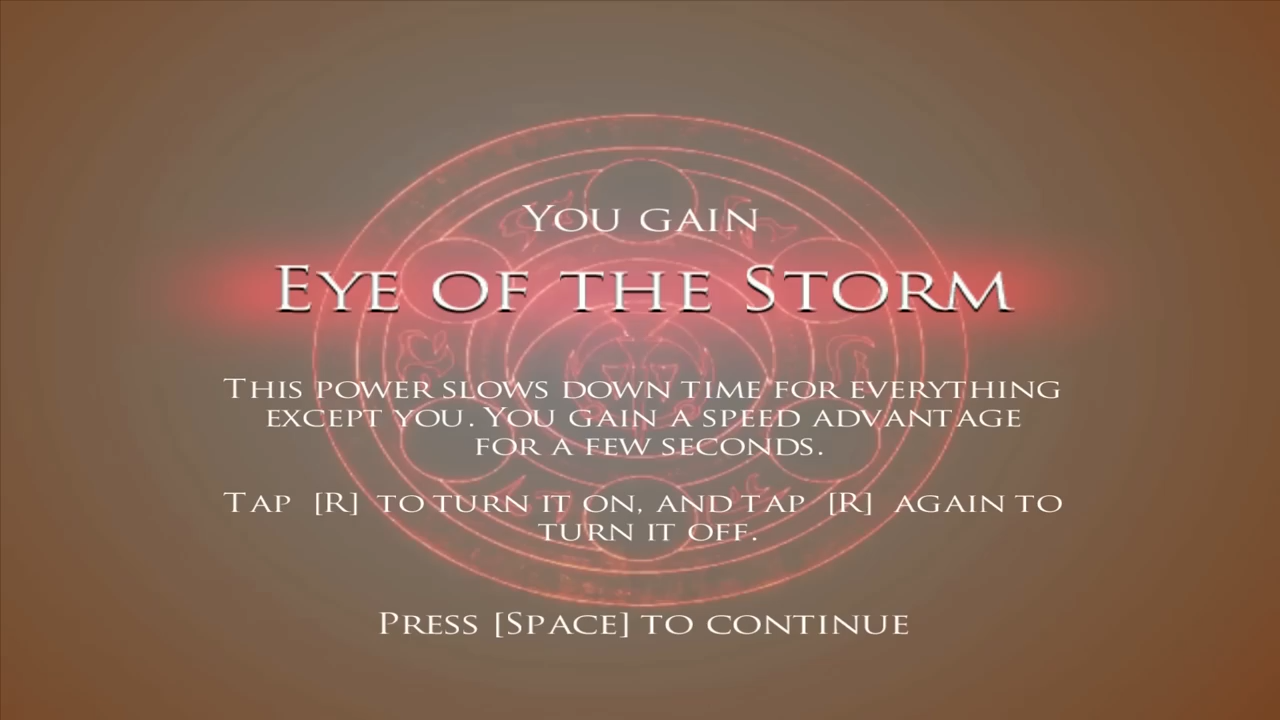 You gain
Eye of the Storm
This power slows down time for everything
except you. You gain a speed advantage
for a few seconds.
Tap [R] to turn it on, and tap [R] again to
turn it off.
Press [Space] to continue